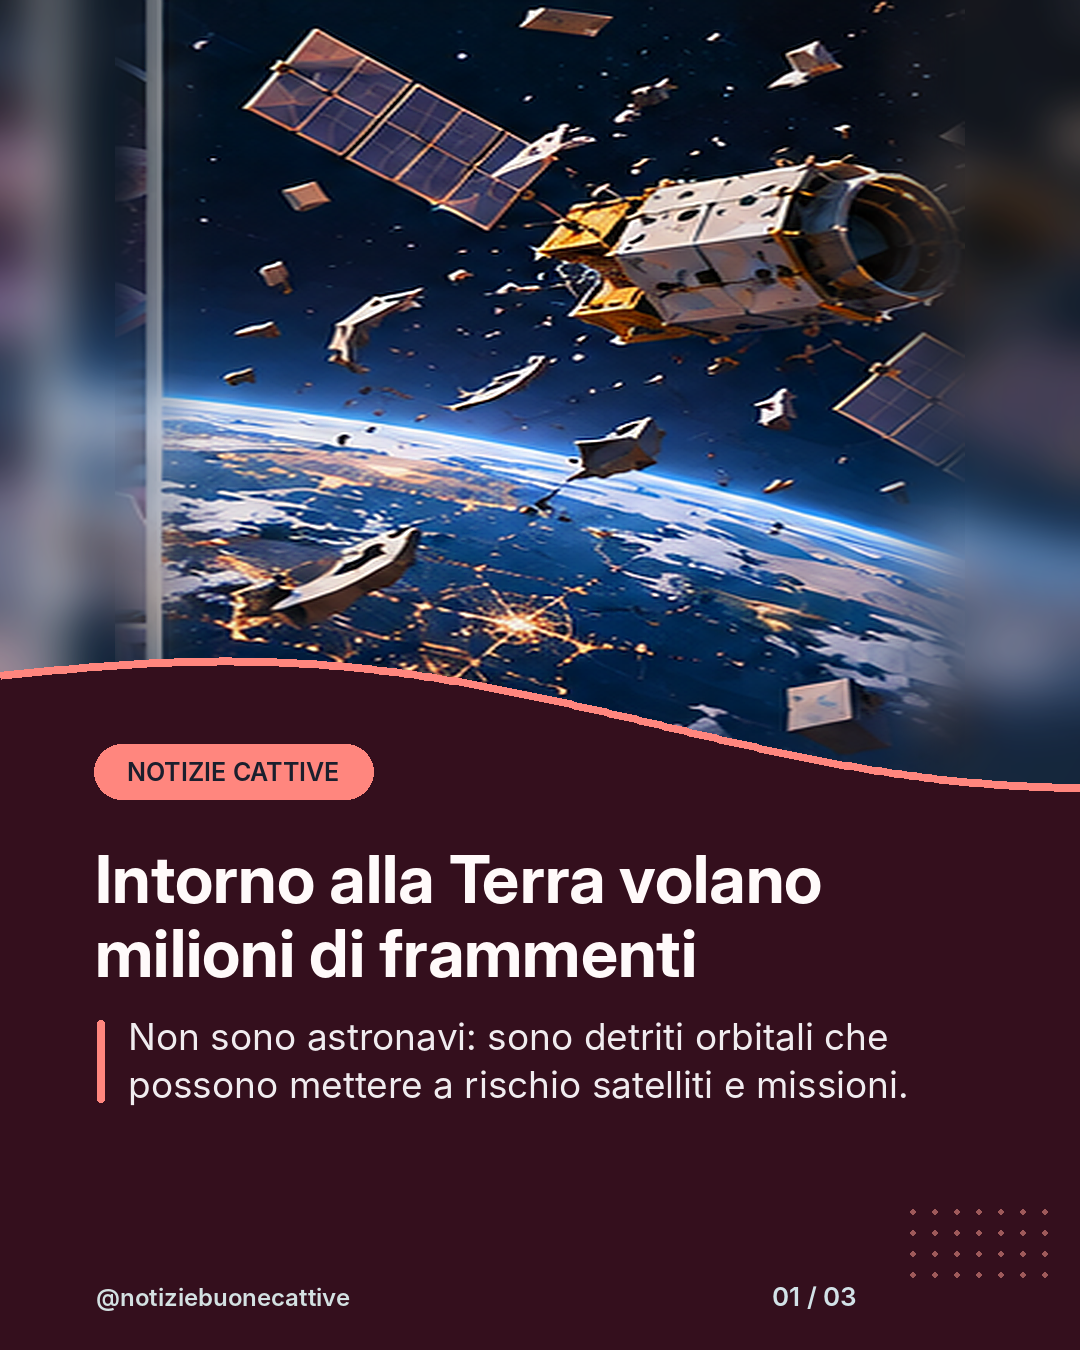 NOTIZIE CATTIVE
Intorno alla Terra volano
milioni di frammenti
Non sono astronavi: sono detriti orbitali che
possono mettere a rischio satelliti e missioni.
@notiziebuonecattive
01 / 03